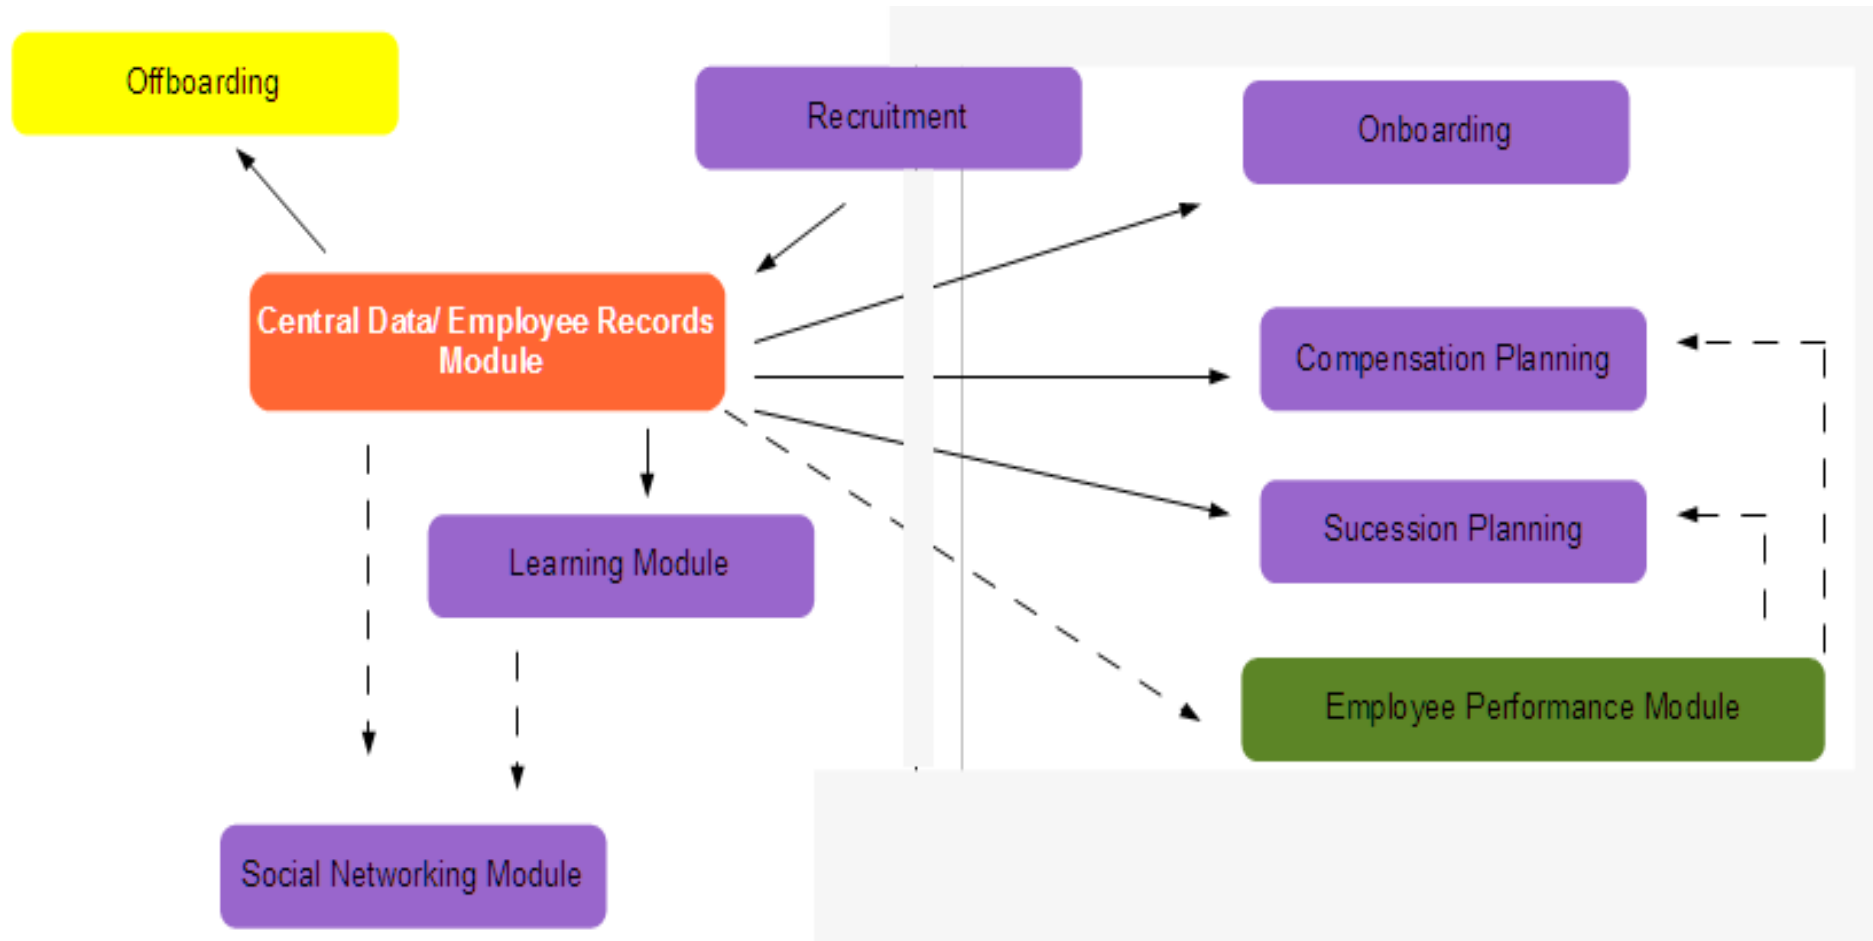 Offboarding
Recruitment
Onboarding
Central Data/ Employee Records
Module
Compensation Planning
Sucession Planning
Learning Module
Employee Performance Module
Social Networking Module